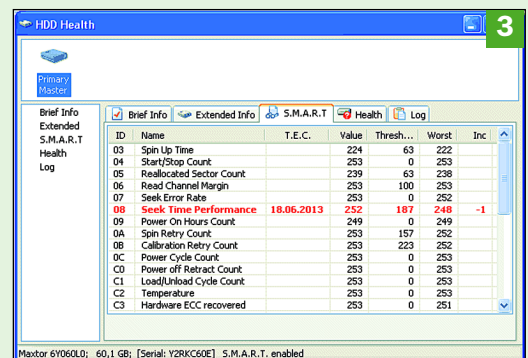 HDD Health
3
Primary
Master
Brief Info
Extended
S.M.A.R.T
Health
Log
Brief Info Extended Info S.M.A.R.T Health Log
ID Name T.E.C. Value Thresh... Worst Inc
03 Spin Up Time 224 63 222
04 Start/Stop Count 253 0 253
05 Reallocated Sector Count 239 63 238
06 Read Channel Margin 253 100 253
07 Seek Error Rate 253 0 252
08 Seek Time Performance 18.06.2013 252 187 248 -1
09 Power On Hours Count 249 0 249
0A Spin Retry Count 253 157 252
0B Calibration Retry Count 253 223 252
0C Power Cycle Count 253 0 253
C0 Power off Retract Count 253 0 253
C1 Load/Unload Cycle Count 253 0 253
C2 Temperature 253 0 253
C3 Hardware ECC recovered 253 0 251
Maxtor 6Y060L0; 60,1 GB; [Serial: Y2RKC60E] S.M.A.R.T. enabled